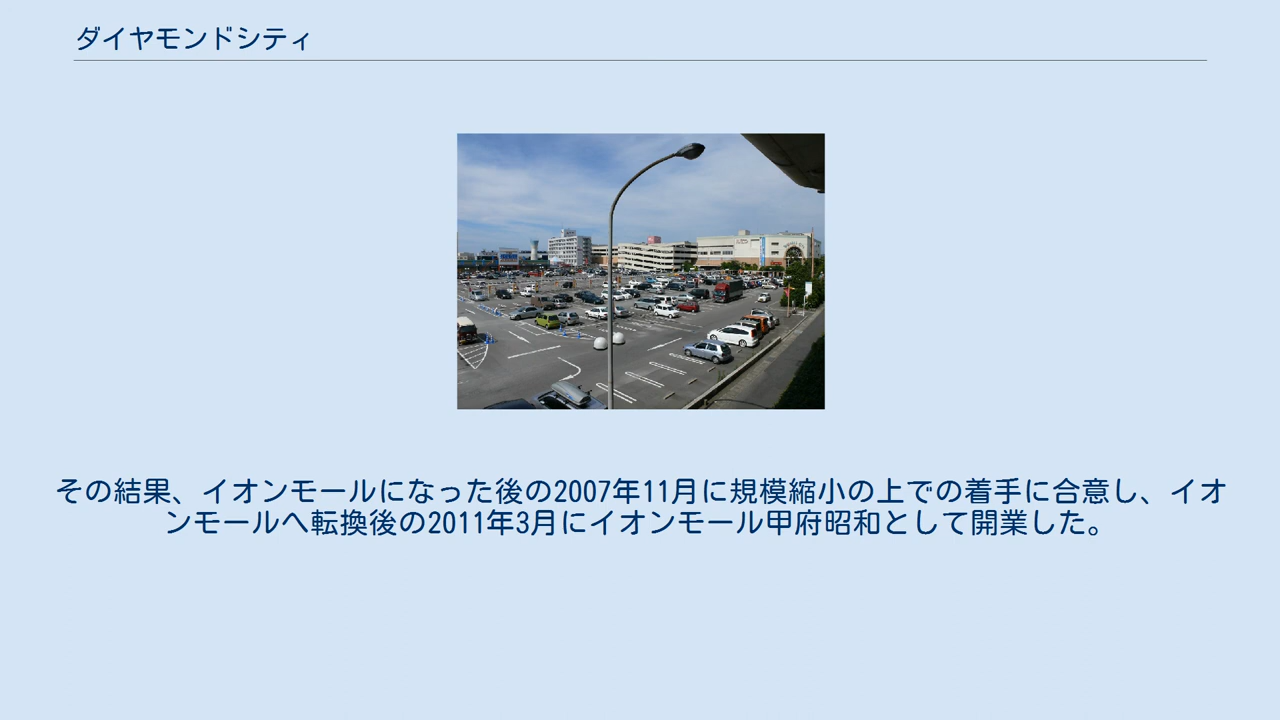 ダイヤモンドシティ
その結果、イオンモールになった後の2007年11月に規模縮小の上での着手に合意し、イオ
ンモールへ転換後の2011年3月にイオンモール甲府昭和として開業した。